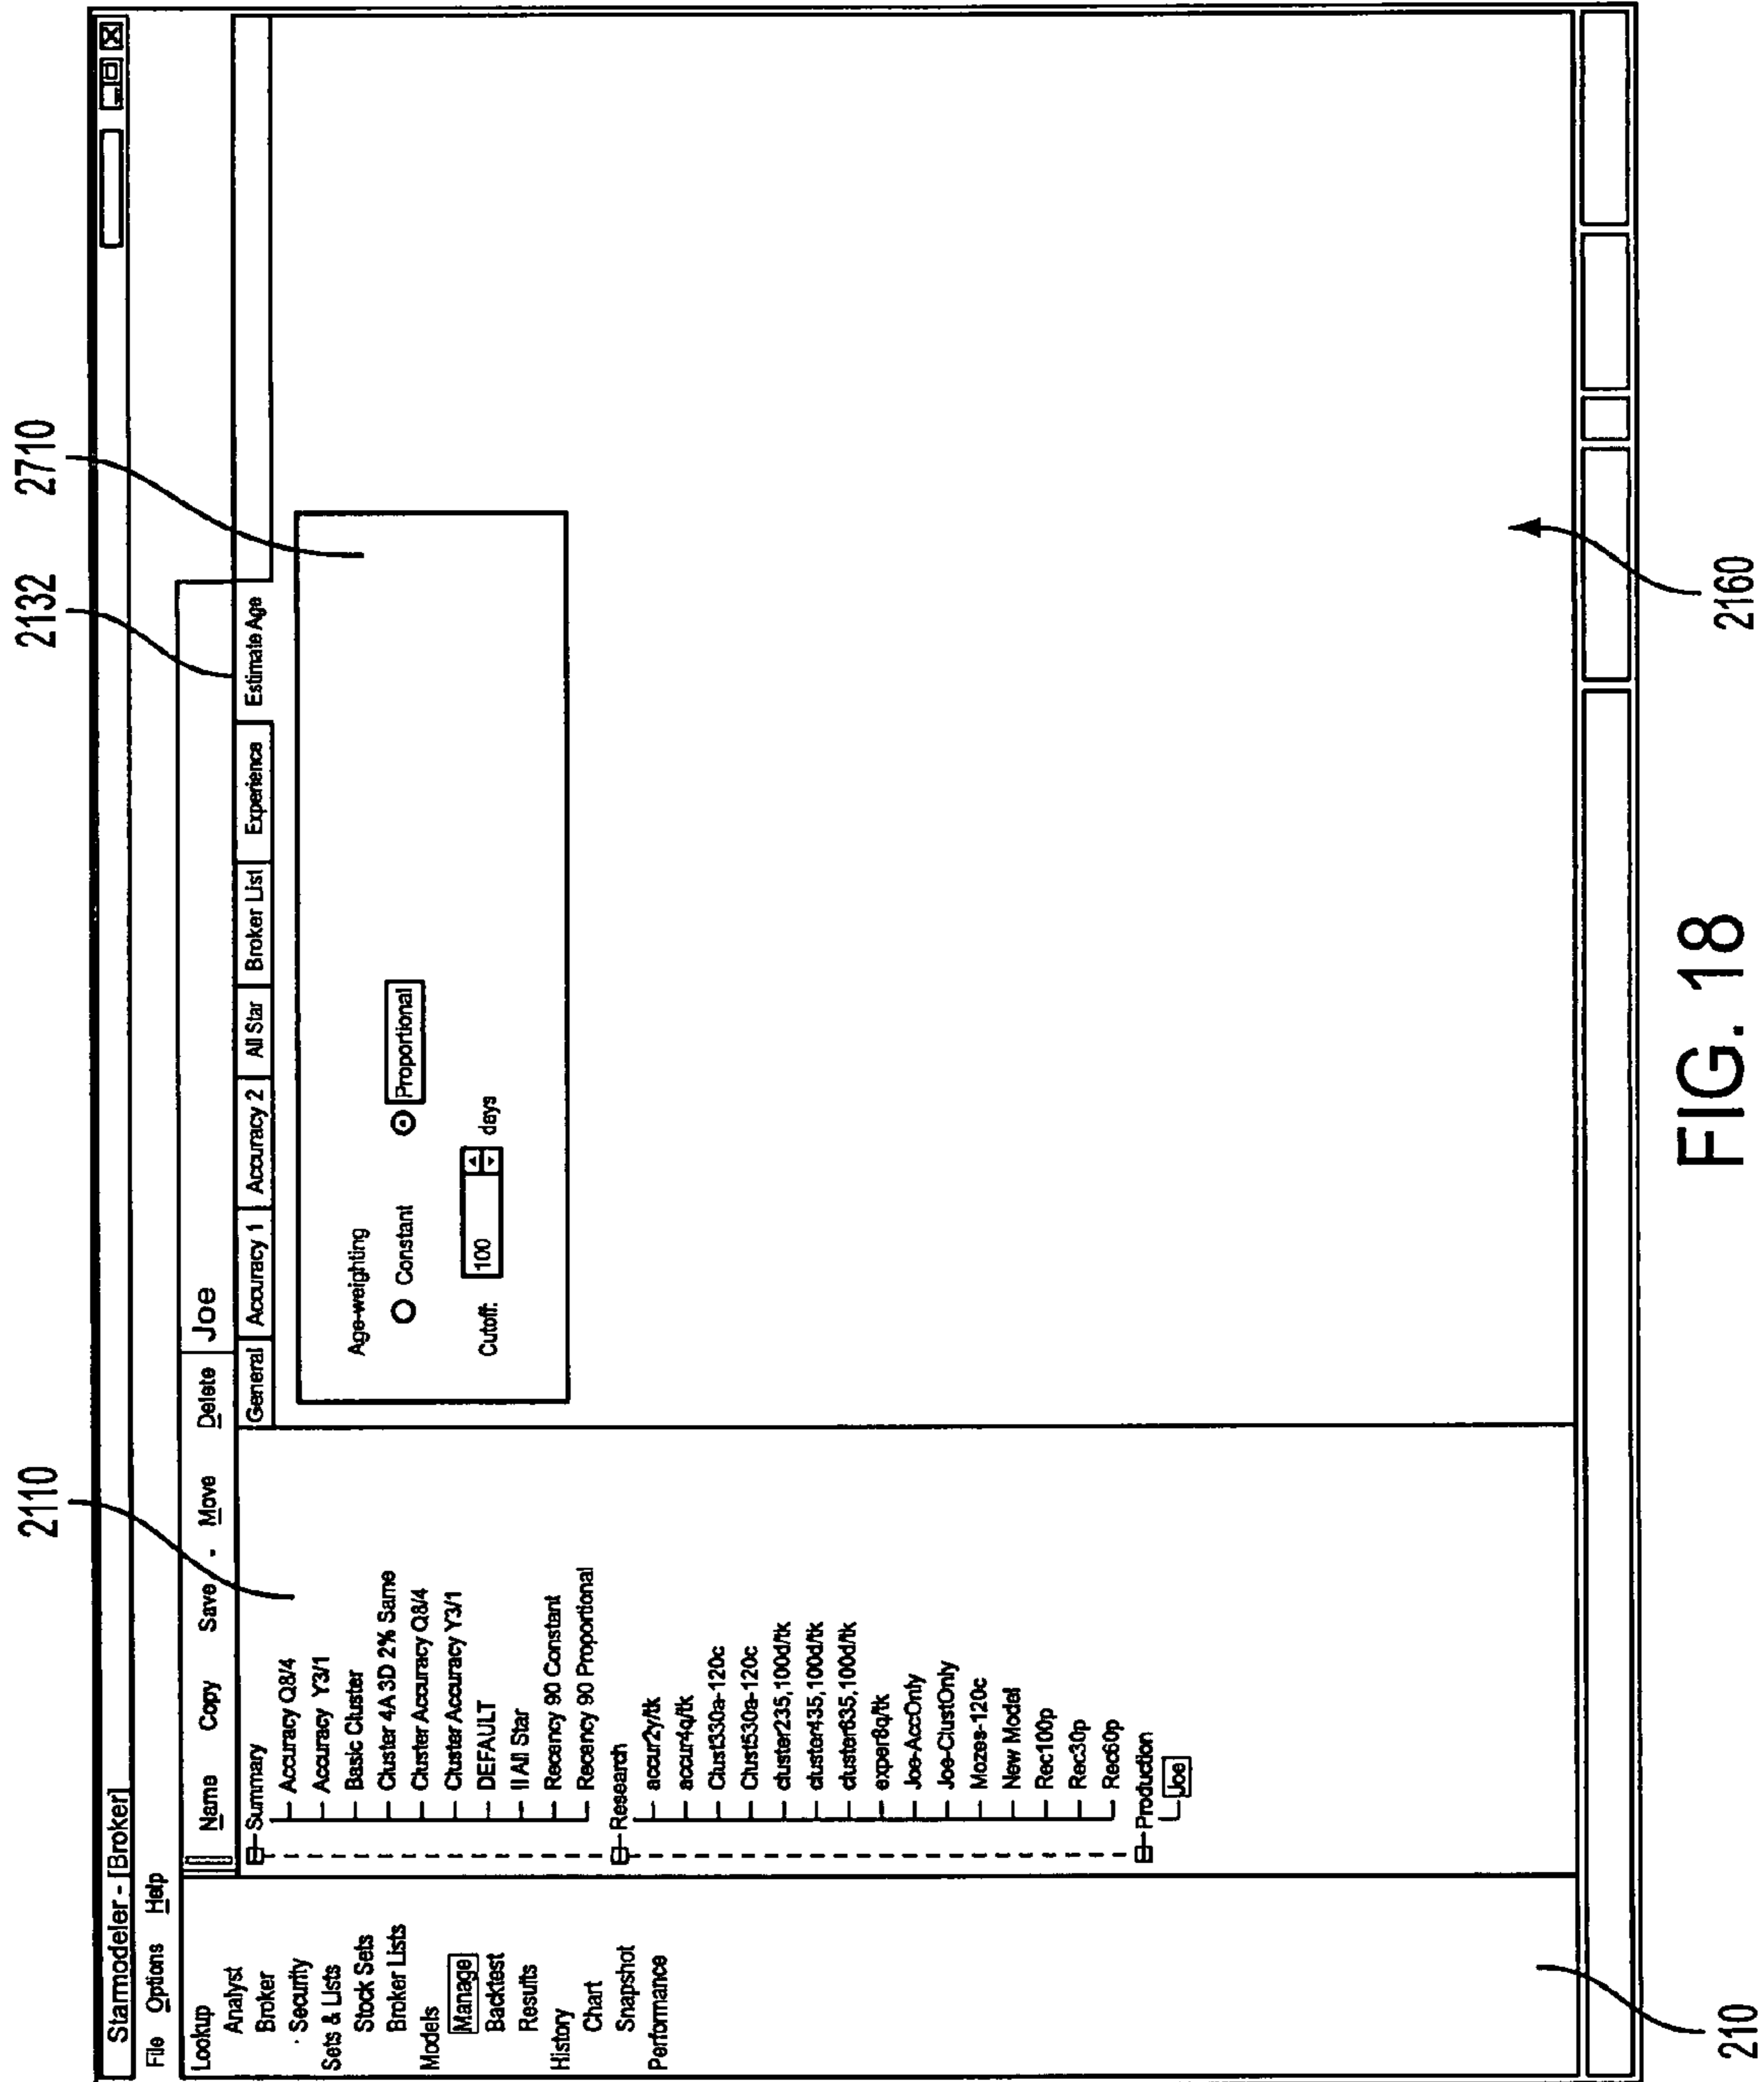 2110
2132
2710
Starmodeler - [Broker]
File Options Help
Lookup
Analyst
Broker
Security
Sets & Lists
Stock Sets
Broker Lists
Models
Manage
Backtest
Results
History
Chart
Snapshot
Performance
Name Copy Save Move Delete Joe
Summary
Accuracy Q8/4
Accuracy Y3/1
Basic Cluster
Cluster 4A 3D 2% Same
Cluster Accuracy Q8/4
Cluster Accuracy Y3/1
DEFAULT
II All Star
Recency 90 Constant
Recency 90 Proportional
Research
accur2y/tk
accur4q/tk
Clust330a-120c
Clust530a-120c
cluster235,100d/tk
cluster435,100d/tk
cluster635,100d/tk
exper8q/tk
Joe-AccOnly
Joe-ClustOnly
Mozes-120c
New Model
Rec100p
Rec30p
Rec60p
Production
Joe
General Accuracy 1 Accuracy 2 All Star Broker List Experience Estimate Age
Age-weighting
Constant Proportional
Cutoff: 100 days
210
2160
FIG. 18